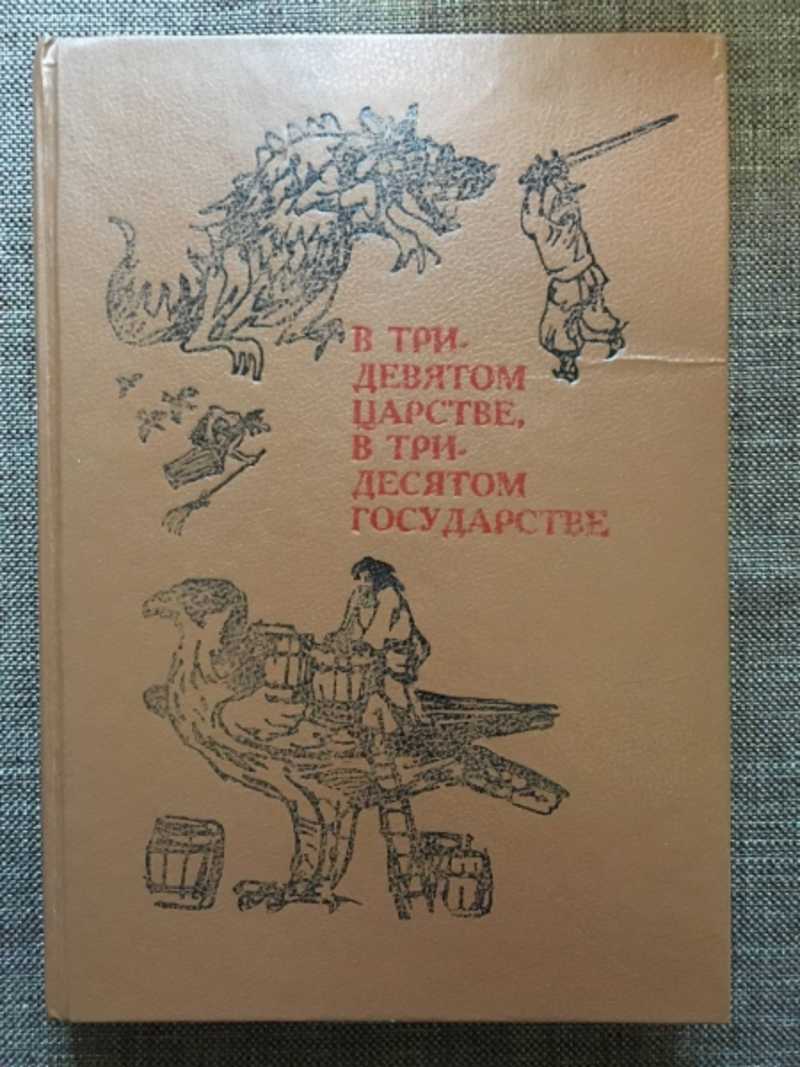 В ТРИ-
ДЕВЯТОМ
ЦАРСТВЕ,
В ТРИ-
ДЕСЯТОМ
ГОСУДАРСТВЕ